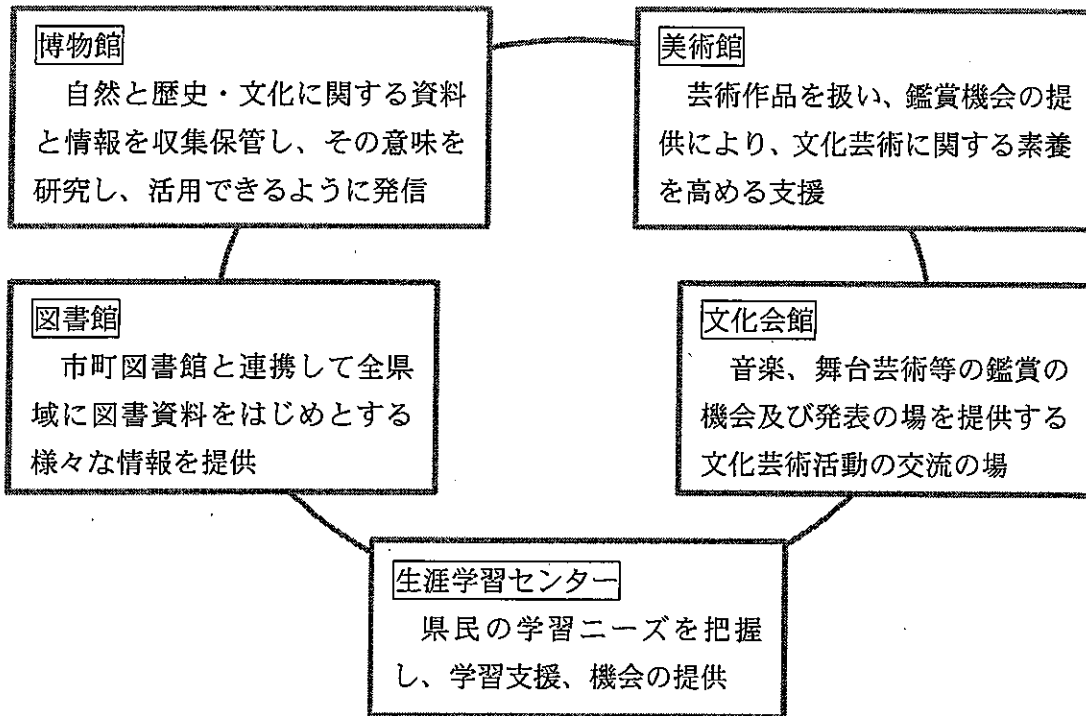 博物館
自然と歴史・文化に関する資料
と情報を収集保管し、その意味を
研究し、活用できるように発信
美術館
芸術作品を扱い、鑑賞機会の提
供により、文化芸術に関する素養
を高める支援
図書館
市町図書館と連携して全県
域に図書資料をはじめとする
様々な情報を提供
文化会館
音楽、舞台芸術等の鑑賞の
機会及び発表の場を提供する
文化芸術活動の交流の場
生涯学習センター
県民の学習ニーズを把握
し、学習支援、機会の提供